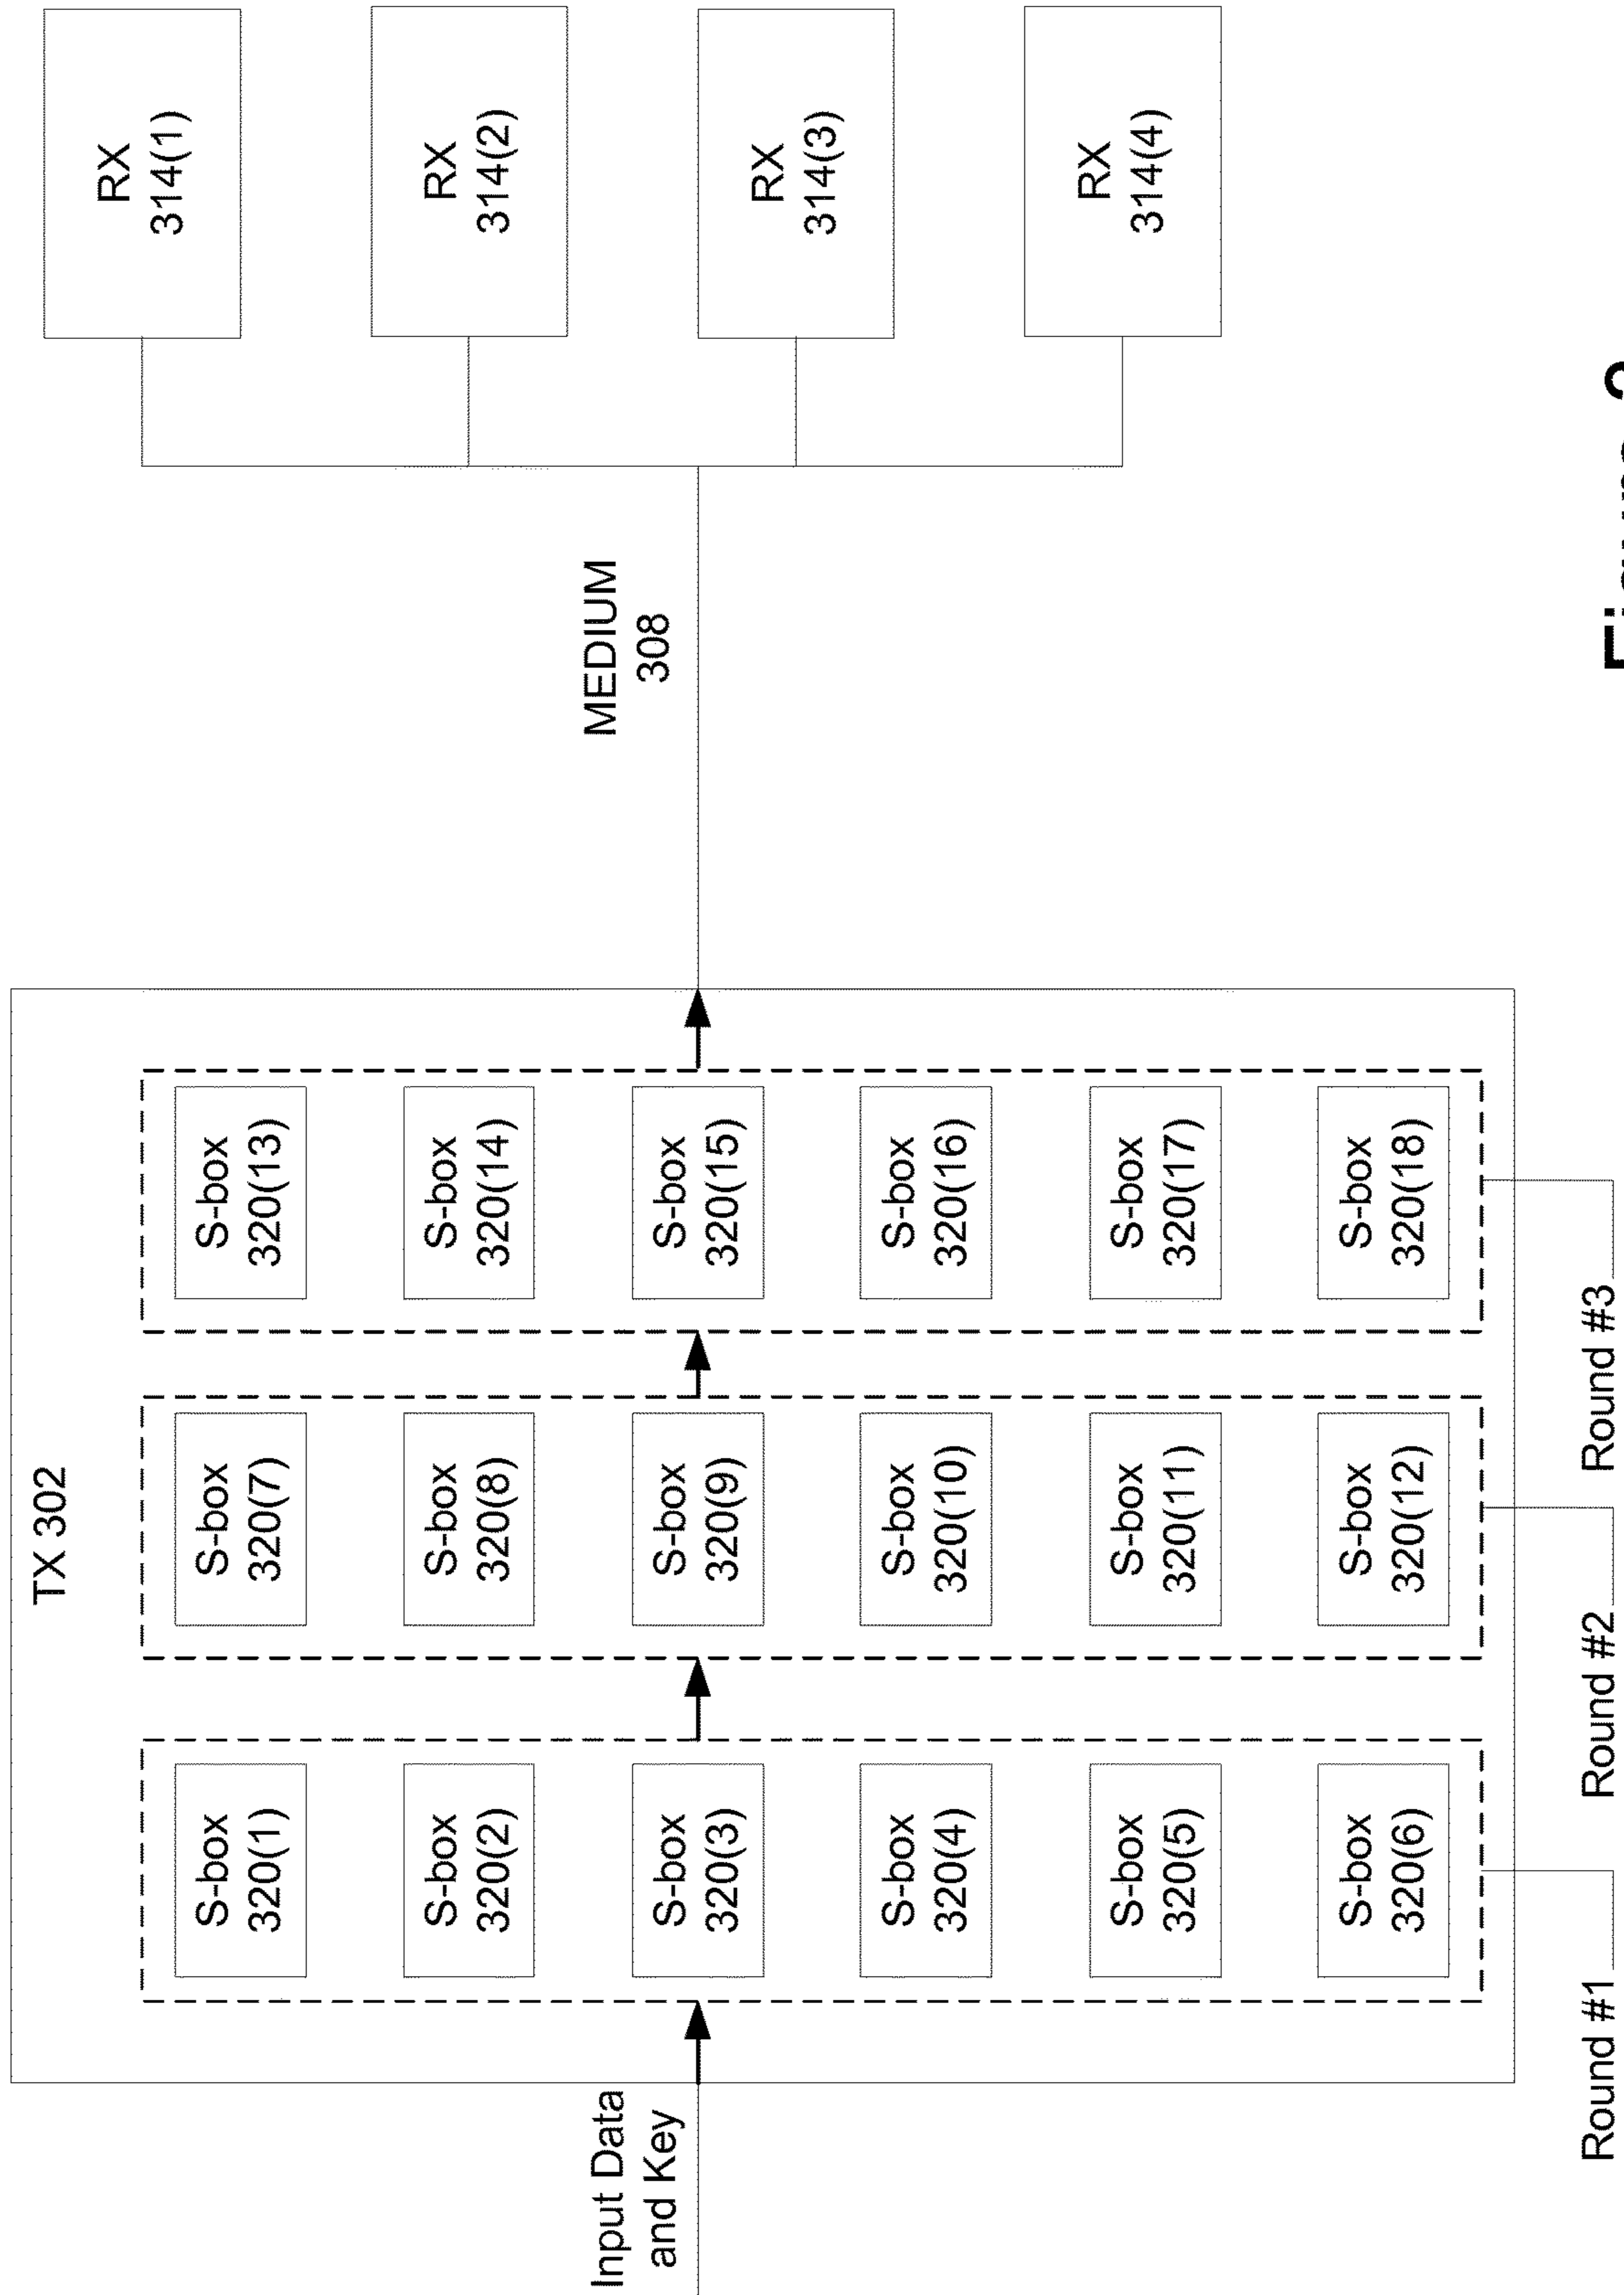 TX 302
Input Data
and Key
S-box
320(1)
S-box
320(2)
S-box
320(3)
S-box
320(4)
S-box
320(5)
S-box
320(6)
S-box
320(7)
S-box
320(8)
S-box
320(9)
S-box
320(10)
S-box
320(11)
S-box
320(12)
S-box
320(13)
S-box
320(14)
S-box
320(15)
S-box
320(16)
S-box
320(17)
S-box
320(18)
MEDIUM
308
RX
314(1)
RX
314(2)
RX
314(3)
RX
314(4)
Round #1
Round #2
Round #3
Figure